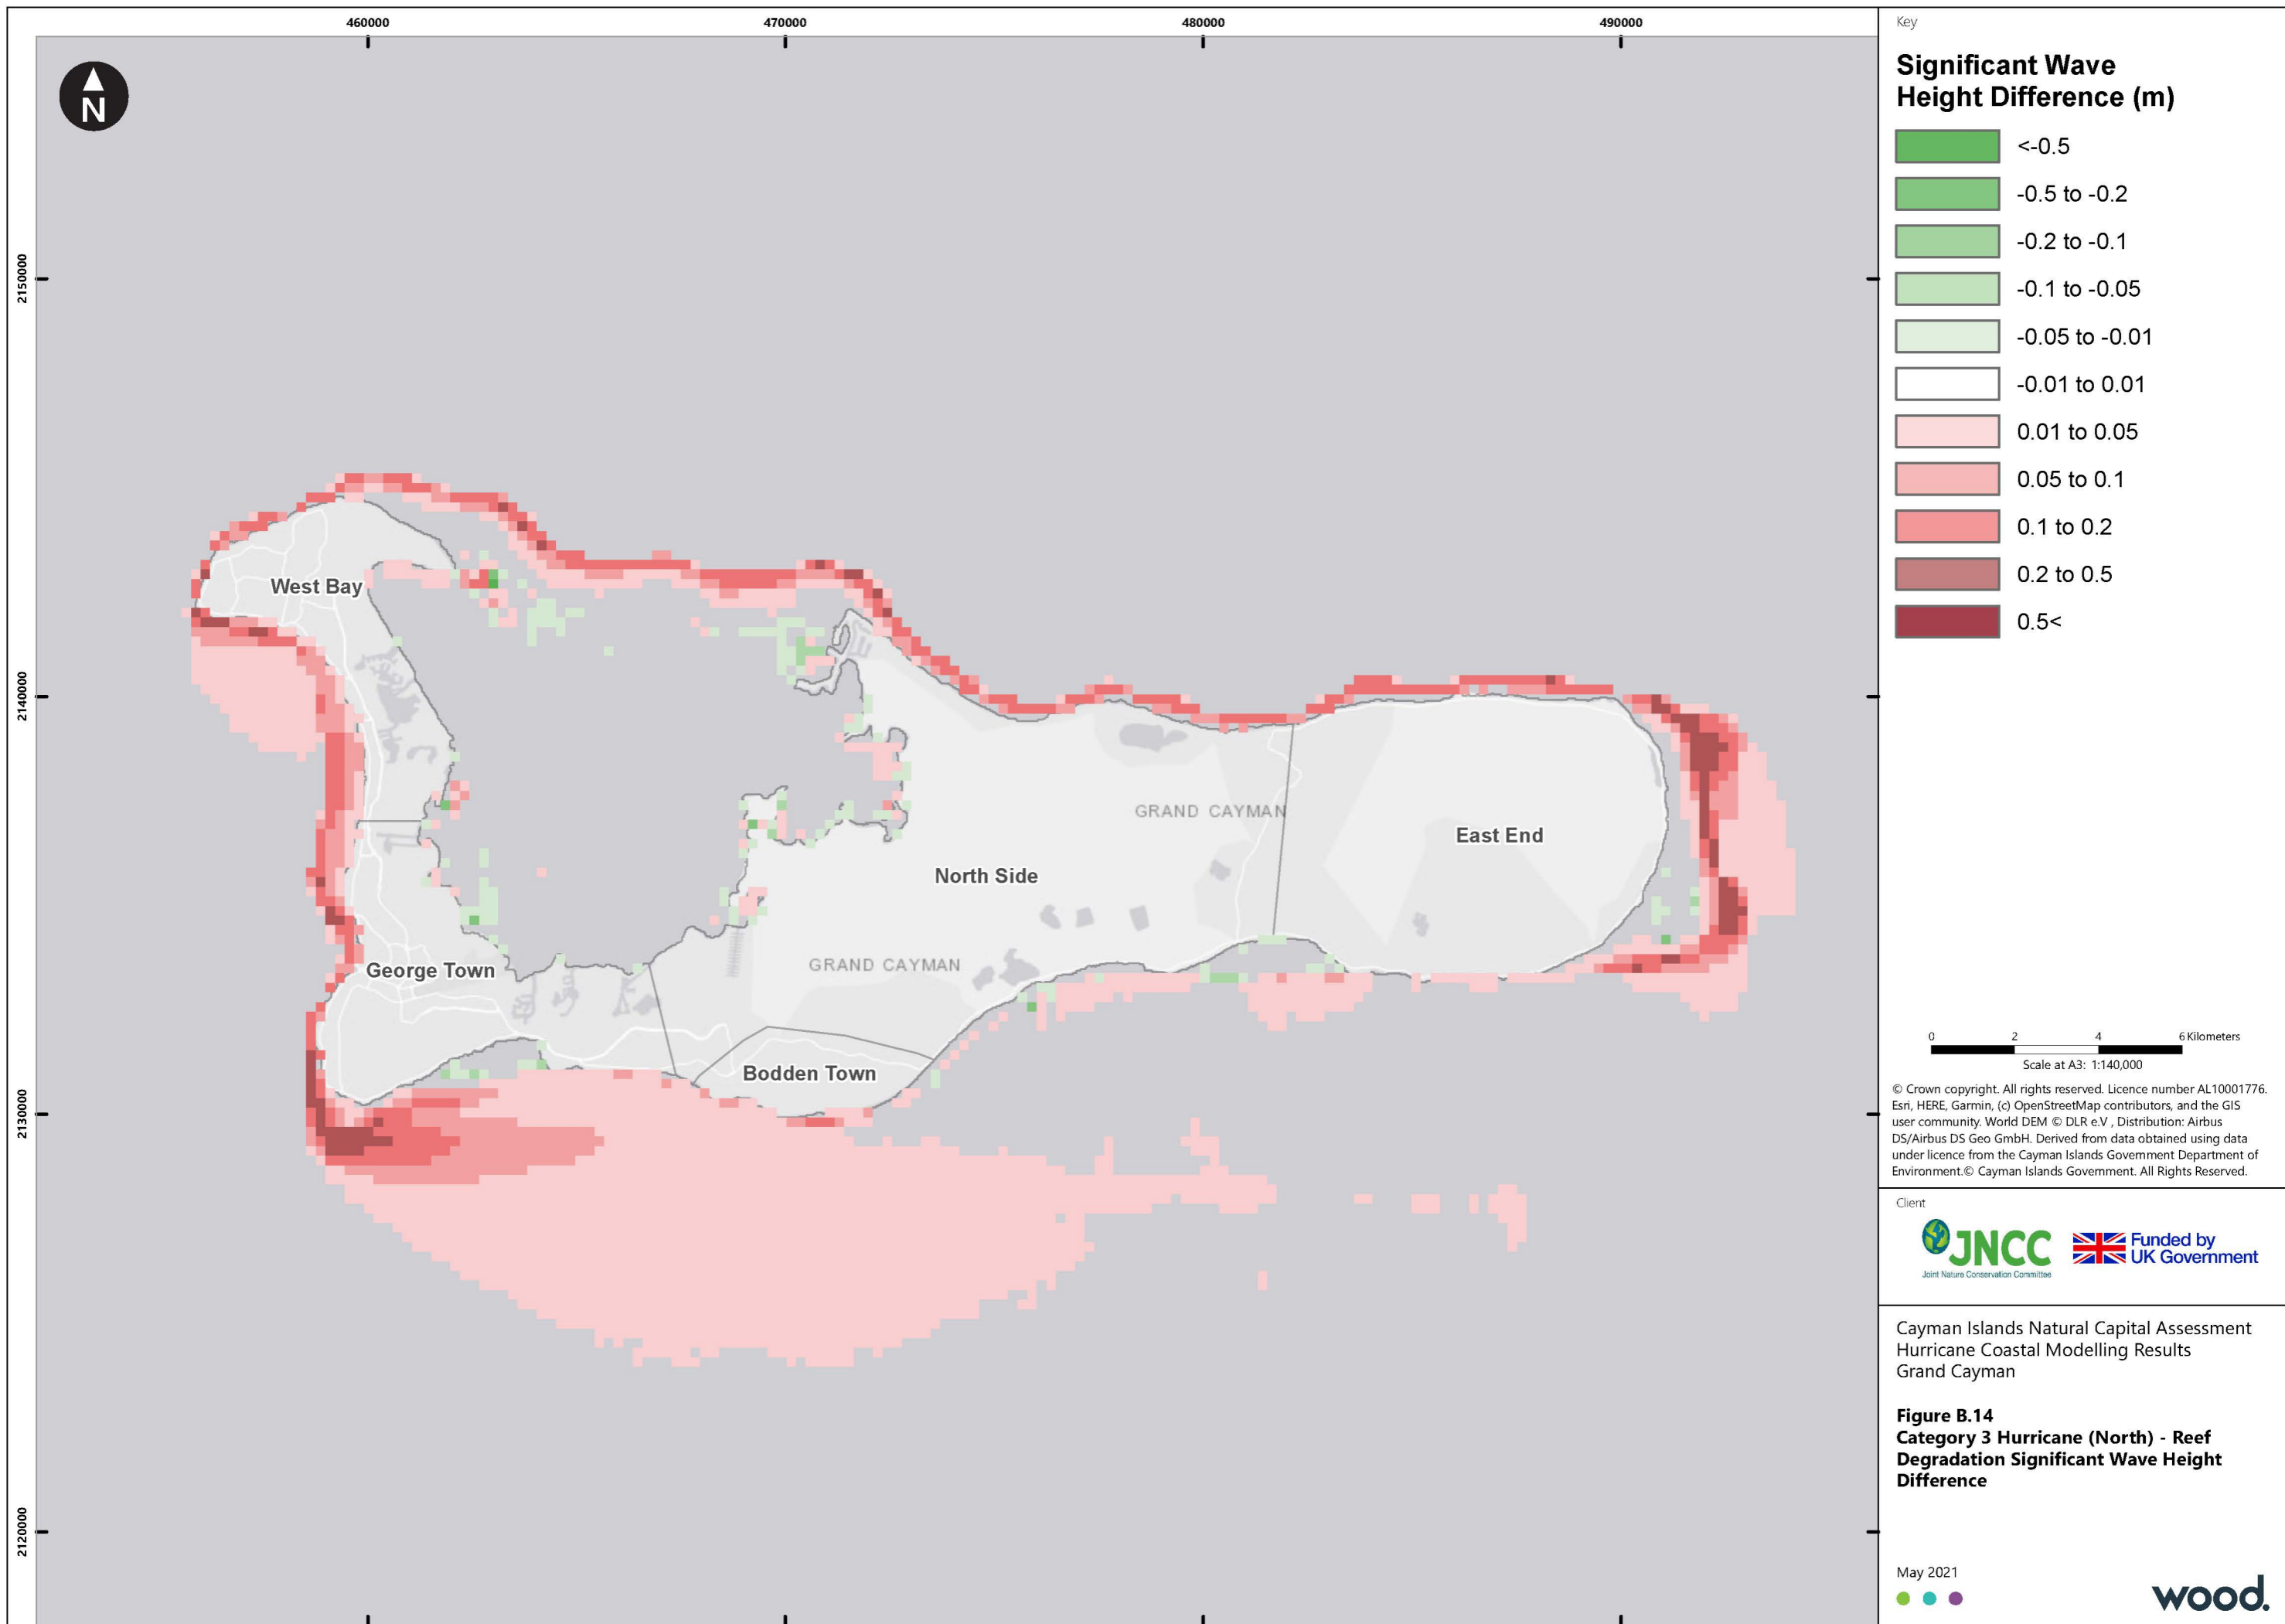 460000
470000
480000
490000
2150000
2140000
2130000
2120000
N
West Bay
George Town
Bodden Town
North Side
East End
GRAND CAYMAN
GRAND CAYMAN
Key
Significant Wave
Height Difference (m)
<-0.5
-0.5 to -0.2
-0.2 to -0.1
-0.1 to -0.05
-0.05 to -0.01
-0.01 to 0.01
0.01 to 0.05
0.05 to 0.1
0.1 to 0.2
0.2 to 0.5
0.5<
0 2 4 6 Kilometers
Scale at A3: 1:140,000
© Crown copyright. All rights reserved. Licence number AL10001776.
Esri, HERE, Garmin, (c) OpenStreetMap contributors, and the GIS
user community. World DEM © DLR e.V , Distribution: Airbus
DS/Airbus DS Geo GmbH. Derived from data obtained using data
under licence from the Cayman Islands Government Department of
Environment.© Cayman Islands Government. All Rights Reserved.
Client
JNCC
Joint Nature Conservation Committee
Funded by
UK Government
Cayman Islands Natural Capital Assessment
Hurricane Coastal Modelling Results
Grand Cayman
Figure B.14
Category 3 Hurricane (North) - Reef
Degradation Significant Wave Height
Difference
May 2021
wood.